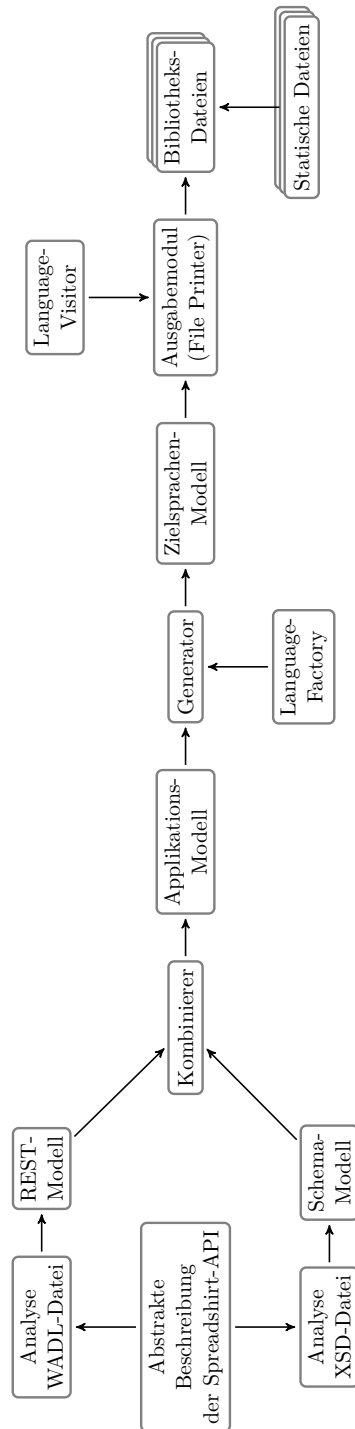 Abstrakte
Beschreibung
der Spreadshirt-API
Analyse
WADL-Datei
REST-
Modell
Analyse
XSD-Datei
Schema-
Modell
Kombinierer
Applikations-
Modell
Generator
Language-
Factory
Zielsprachen-
Modell
Ausgabemodul
(File Printer)
Language-
Visitor
Bibliotheks-
Dateien
Statische Dateien